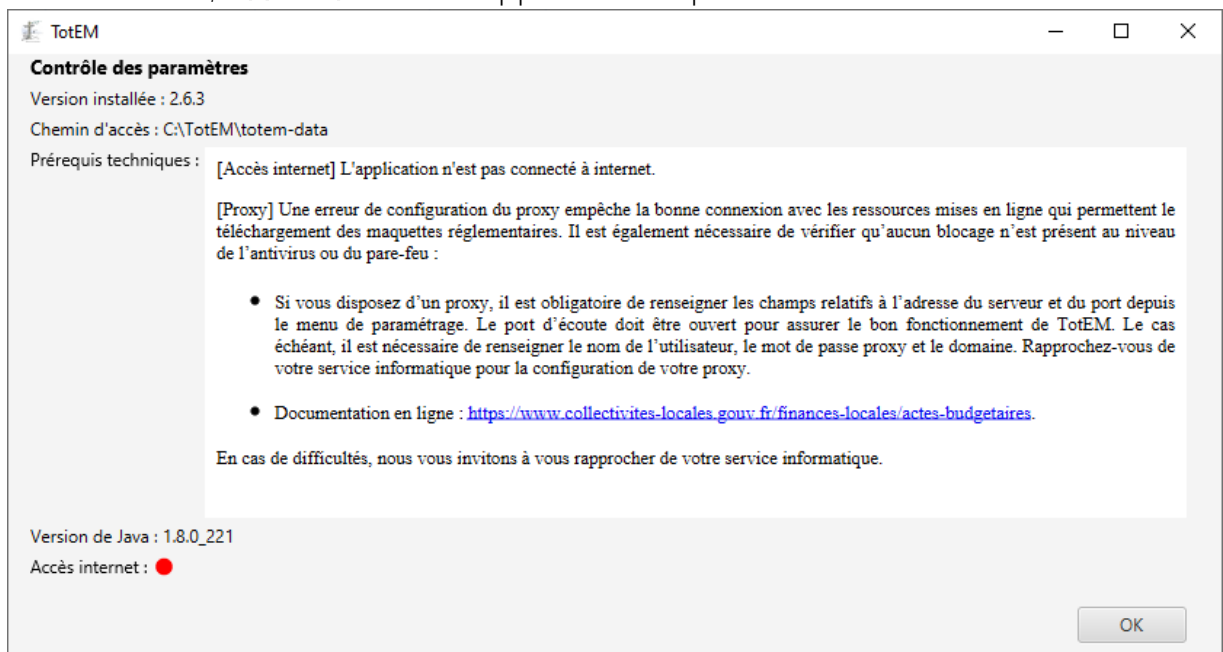 TotEM
Contrôle des paramètres
Version installée : 2.6.3
Chemin d'accès : C:\TotEM\totem-data
Prérequis techniques :
[Accès internet] L'application n'est pas connecté à internet.
[Proxy] Une erreur de configuration du proxy empêche la bonne connexion avec les ressources mises en ligne qui permettent le
téléchargement des maquettes réglementaires. Il est également nécessaire de vérifier qu’aucun blocage n’est présent au niveau
de l’antivirus ou du pare-feu :
● Si vous disposez d’un proxy, il est obligatoire de renseigner les champs relatifs à l’adresse du serveur et du port depuis
le menu de paramétrage. Le port d’écoute doit être ouvert pour assurer le bon fonctionnement de TotEM. Le cas
échéant, il est nécessaire de renseigner le nom de l’utilisateur, le mot de passe proxy et le domaine. Rapprochez-vous de
votre service informatique pour la configuration de votre proxy.
● Documentation en ligne : https://www.collectivites-locales.gouv.fr/finances-locales/actes-budgetaires.
En cas de difficultés, nous vous invitons à vous rapprocher de votre service informatique.
Version de Java : 1.8.0_221
Accès internet :
OK